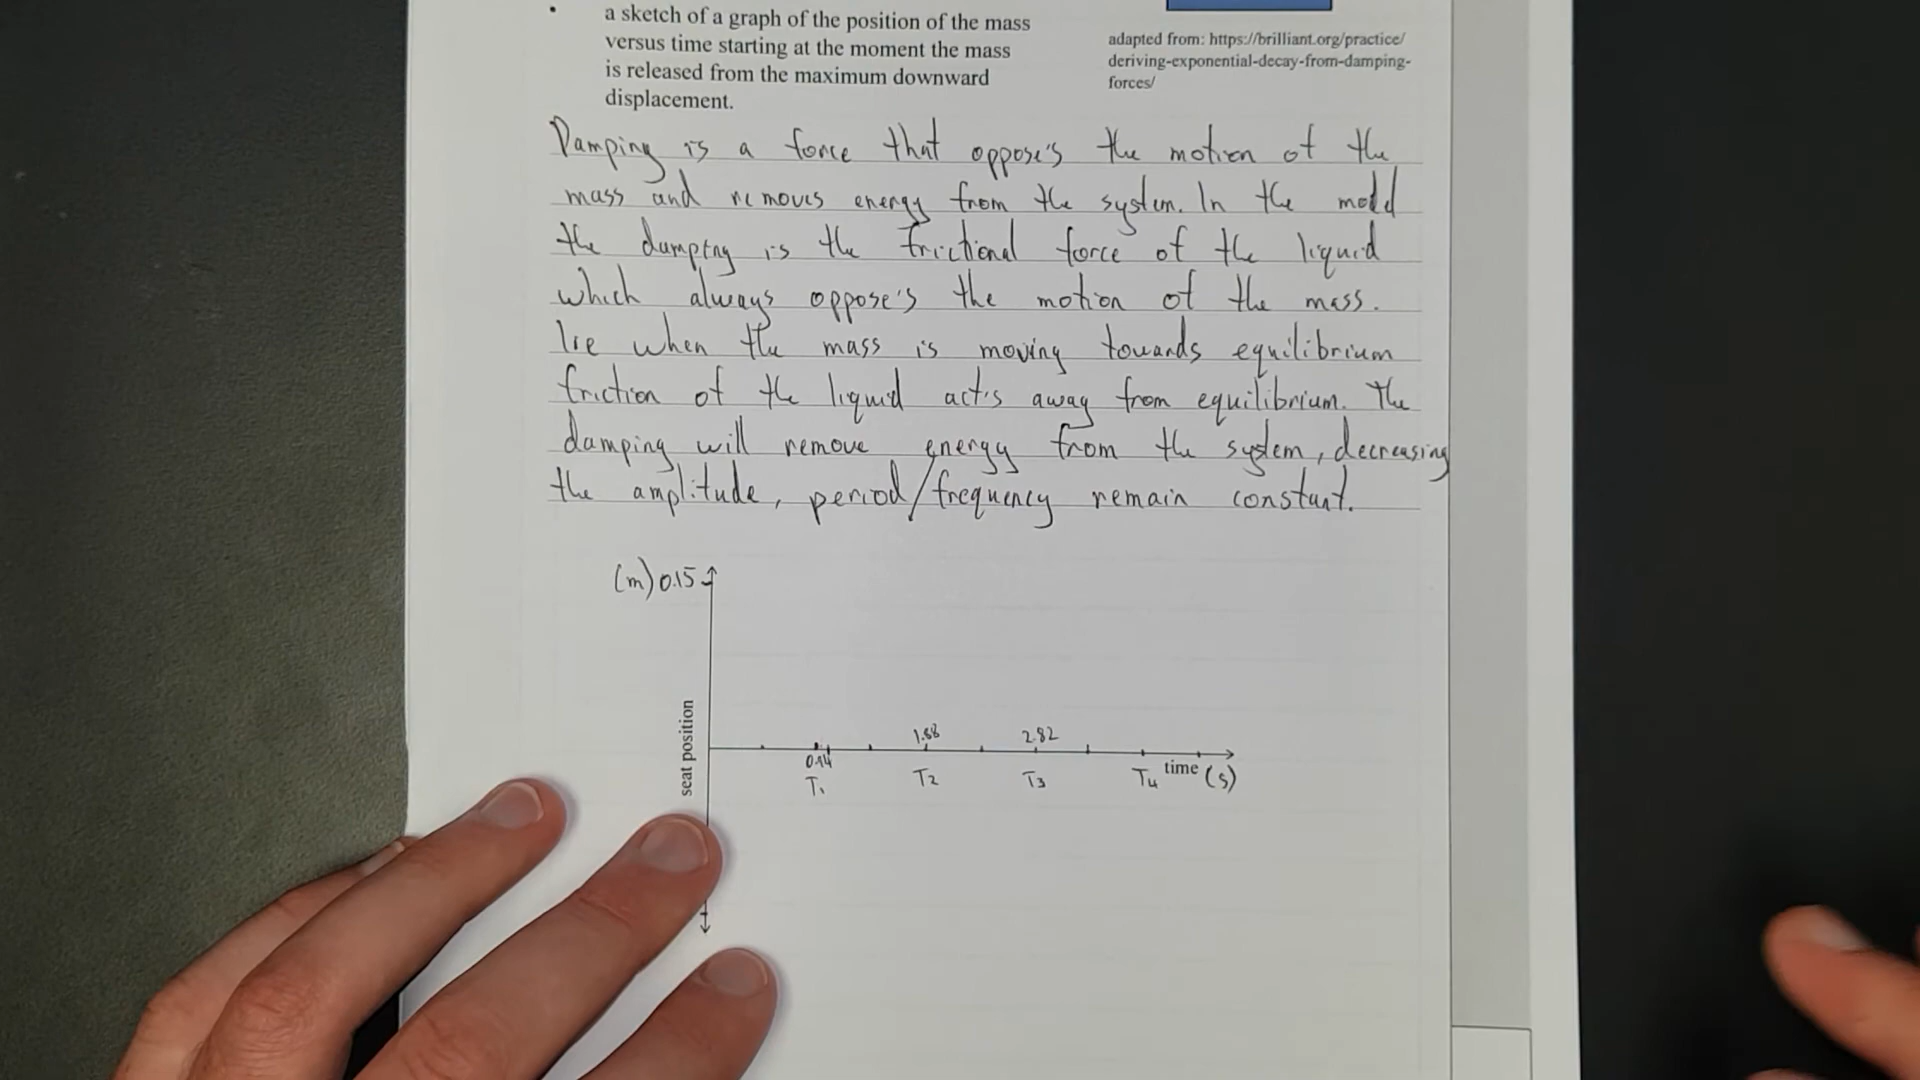 • a sketch of a graph of the position of the mass
versus time starting at the moment the mass
is released from the maximum downward
displacement.
adapted from: https://brilliant.org/practice/
deriving-exponential-decay-from-damping-
forces/
Damping is a force that oppose's the motion of the
mass and removes energy from the system. In the model
the damping is the frictional force of the liquid
which always oppose's the motion of the mass.
Ire when the mass is moving towards equilibrium
friction of the liquid act's away from equilibrium. The
damping will remove energy from the system, decreasing
the amplitude, period/frequency remain constant.
(m) 0.15
seat position
0.94
1.88
2.82
T1
T2
T3
T4
time (s)